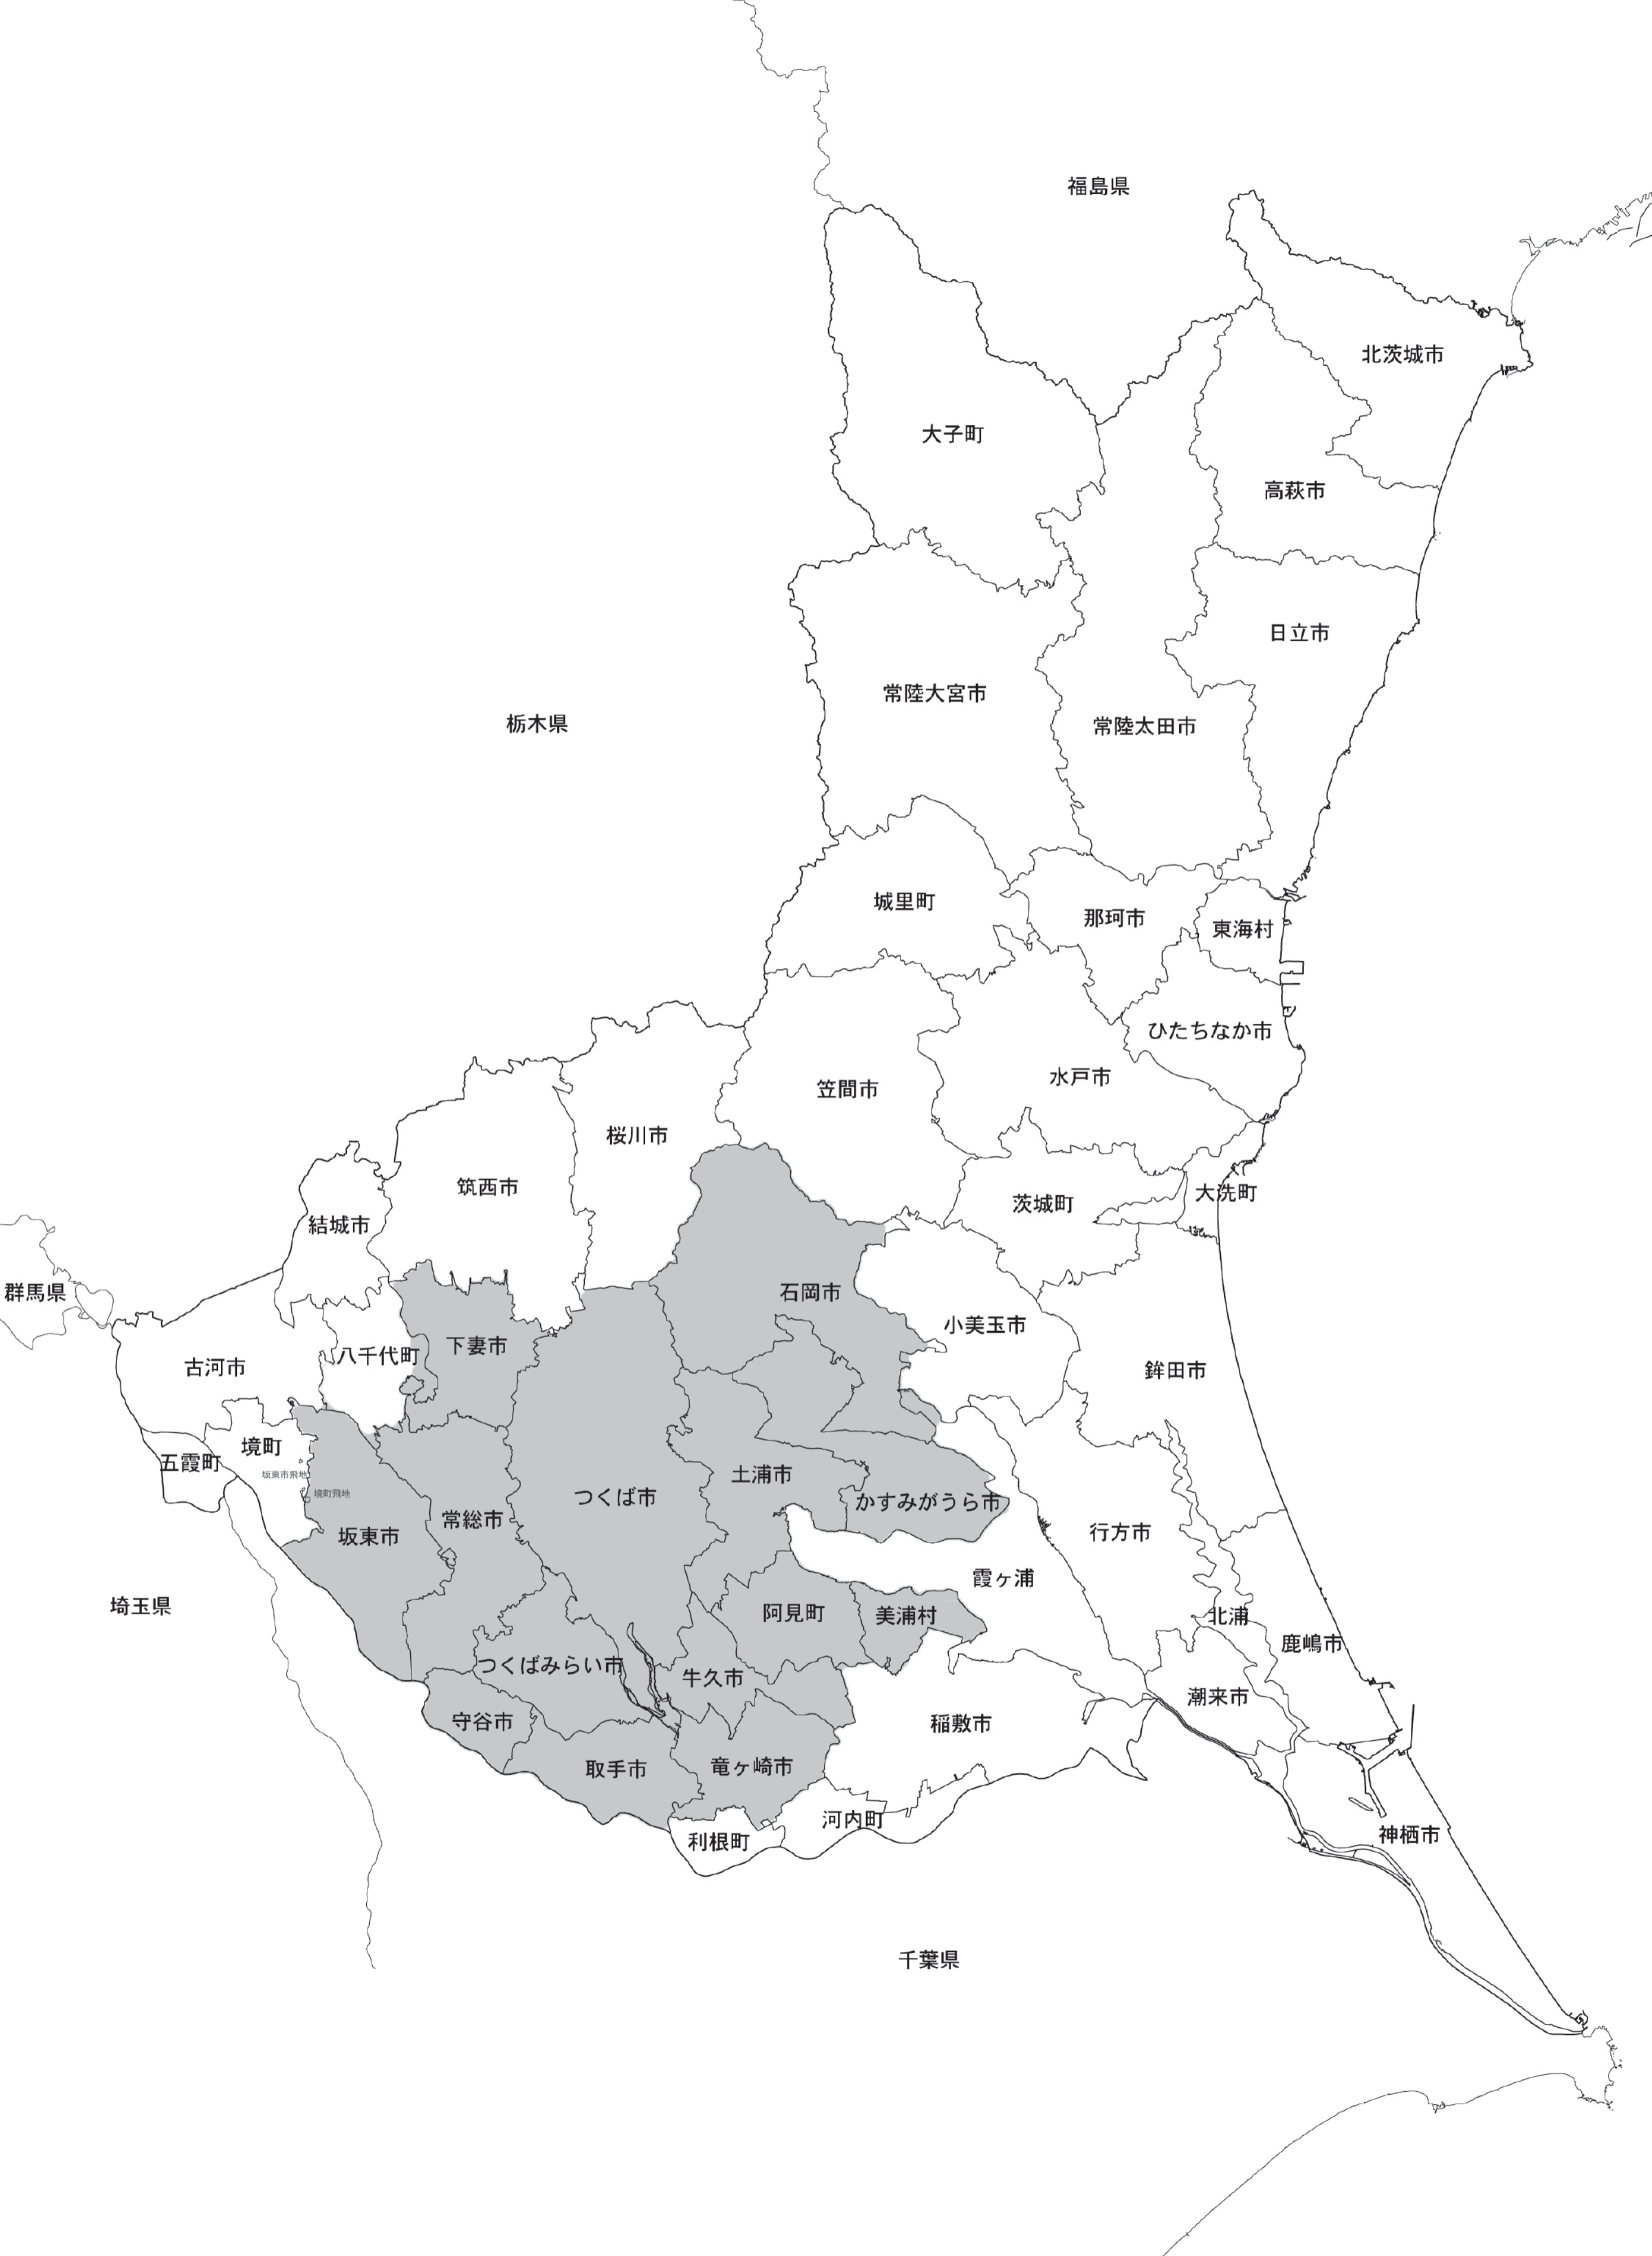 福島県
北茨城市
大子町
高萩市
日立市
常陸大宮市
栃木県
常陸太田市
城里町
那珂市
東海村
ひたちなか市
水戸市
笠間市
桜川市
筑西市
大洗町
茨城町
結城市
群馬県
石岡市
小美玉市
下妻市
八千代町
古河市
鉾田市
境町
五霞町
坂東市飛地
土浦市
境町飛地
つくば市
かすみがうら市
常総市
行方市
坂東市
霞ヶ浦
埼玉県
阿見町
美浦村
北浦
鹿嶋市
つくばみらい市
牛久市
潮来市
守谷市
稲敷市
取手市
竜ヶ崎市
河内町
神栖市
利根町
千葉県